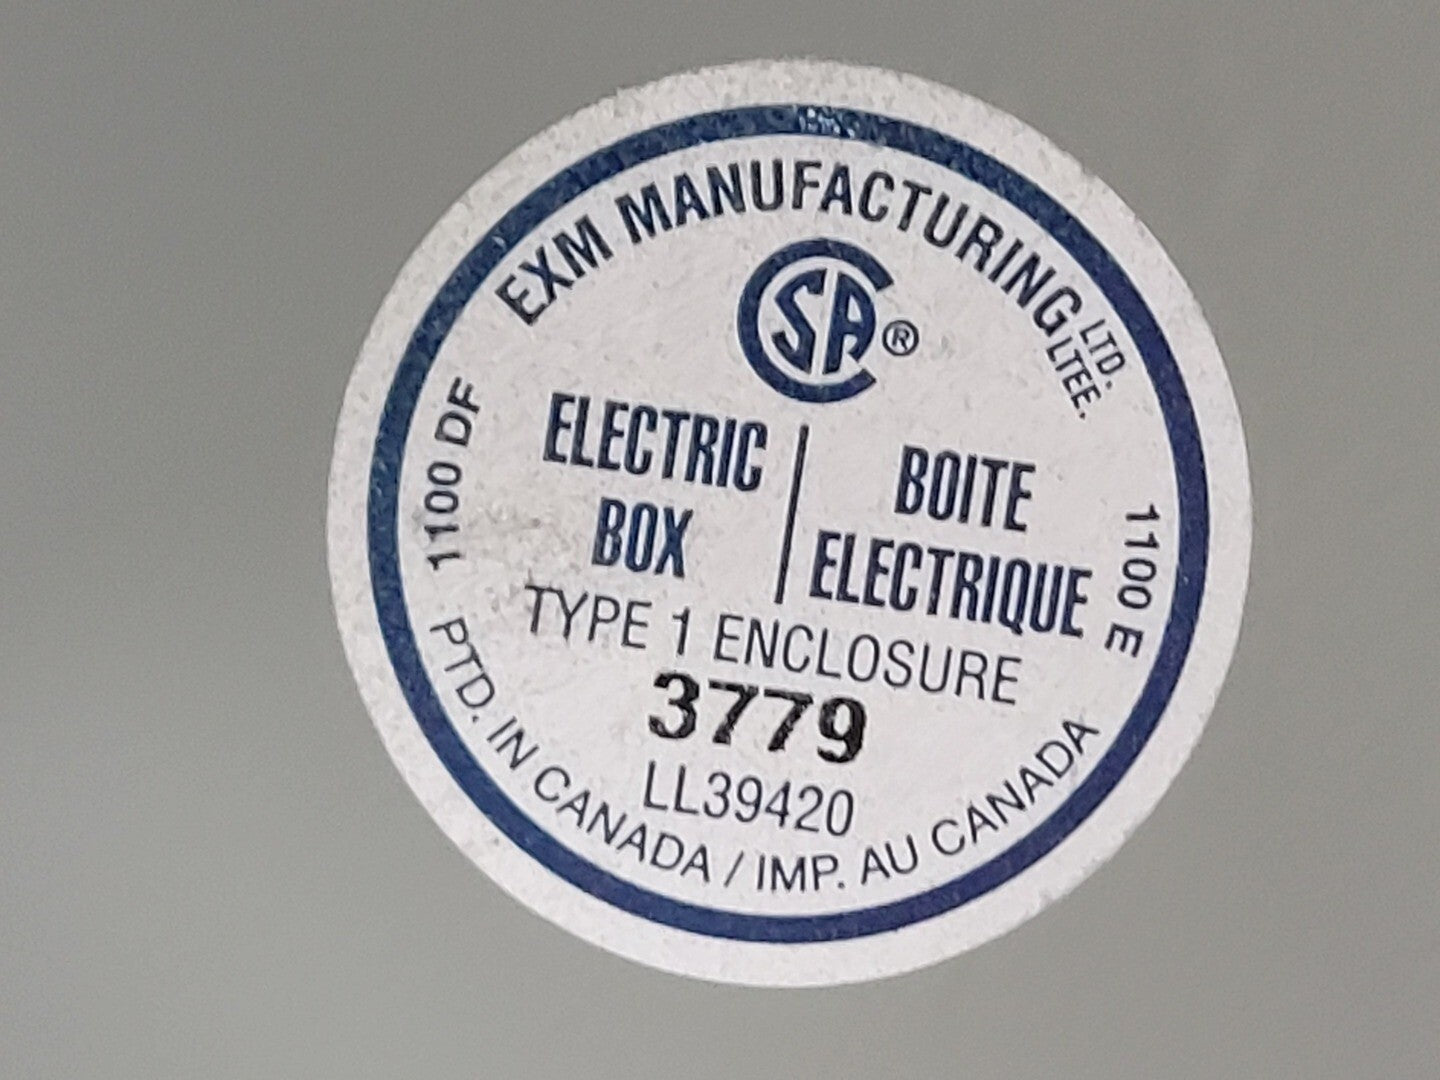 EXM MANUFACTURING LTD.
LTEE.
CSA®
1100 DF
ELECTRIC
BOX
BOITE
ELECTRIQUE
1100 E
TYPE 1 ENCLOSURE
3779
LL39420
PTD. IN CANADA / IMP. AU CANADA